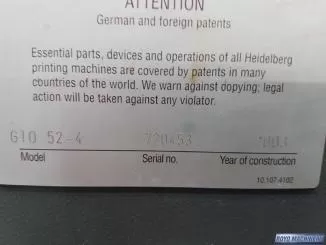 ATTENTION
German and foreign patents
Essential parts, devices and operations of all Heidelberg
printing machines are covered by patents in many
countries of the world. We warn against dopying; legal
action will be taken against any violator.
GTO 52-4 720453
Model Serial no. Year of construction
10.107.4102